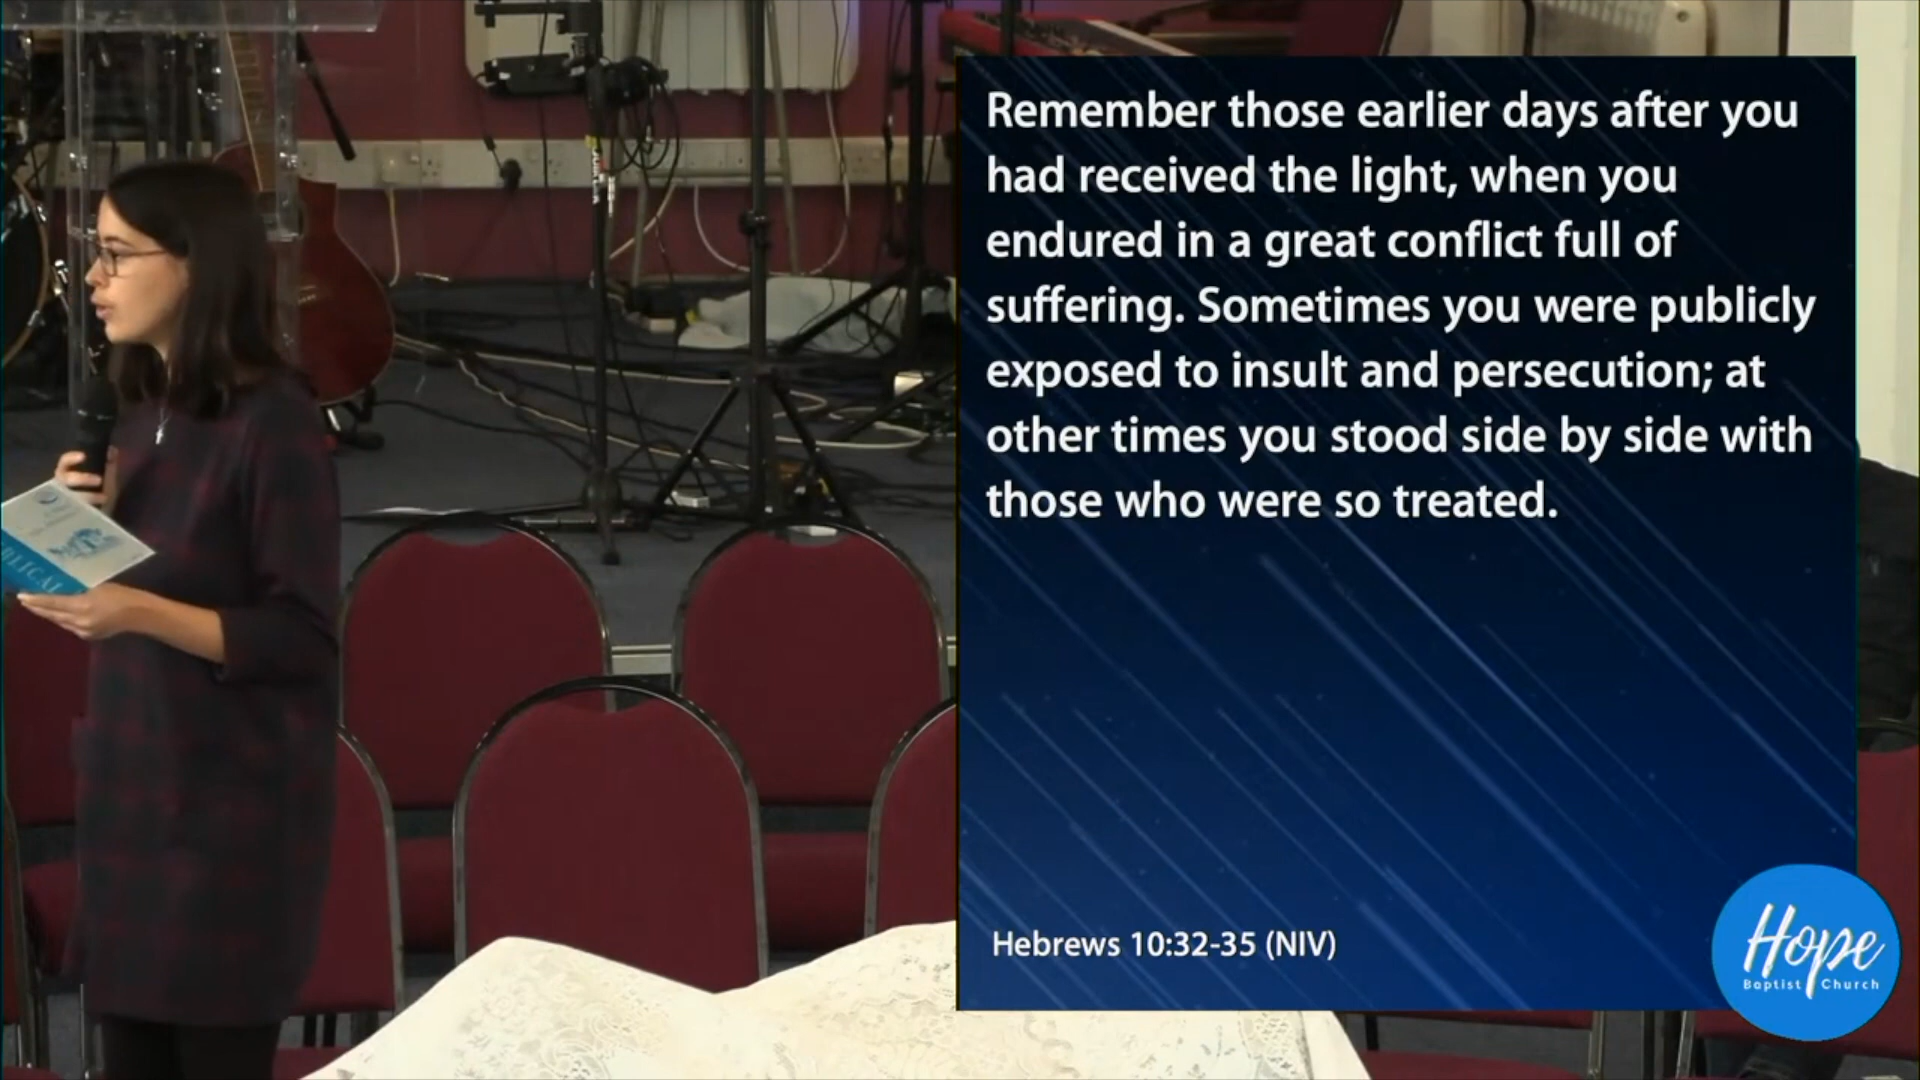 Remember those earlier days after you
had received the light, when you
endured in a great conflict full of
suffering. Sometimes you were publicly
exposed to insult and persecution; at
other times you stood side by side with
those who were so treated.
Hebrews 10:32-35 (NIV)
Hope
Baptist Church